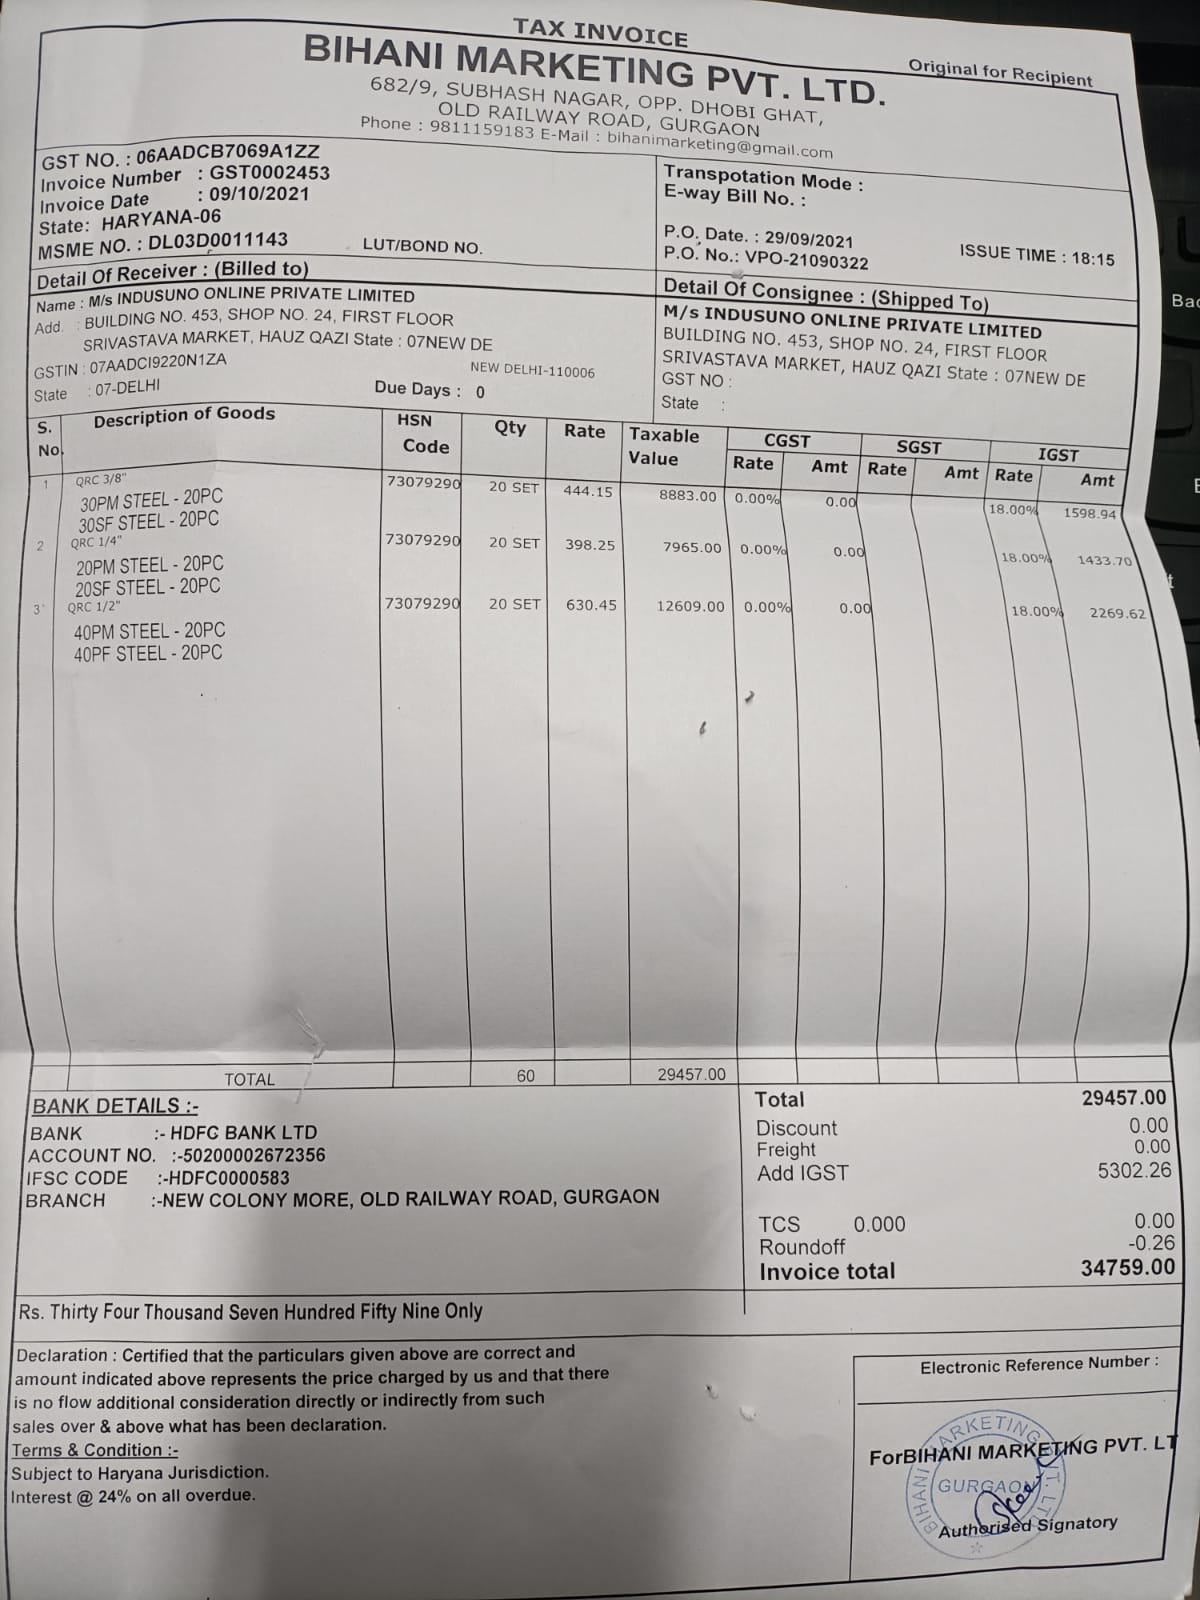 TAX INVOICE
Original for Recipient
BIHANI MARKETING PVT. LTD.
682/9, SUBHASH NAGAR, OPP. DHOBI GHAT,
OLD RAILWAY ROAD, GURGAON
Phone : 9811159183 E-Mail : bihanimarketing@gmail.com
GST NO. : 06AADCB7069A1ZZ
Invoice Number : GST0002453
Invoice Date : 09/10/2021
State: HARYANA-06
MSME NO. : DL03D0011143 LUT/BOND NO.
Transpotation Mode :
E-way Bill No. :
P.O. Date. : 29/09/2021
P.O. No.: VPO-21090322
ISSUE TIME : 18:15
Detail Of Receiver : (Billed to)
Name : M/s INDUSUNO ONLINE PRIVATE LIMITED
Add. : BUILDING NO. 453, SHOP NO. 24, FIRST FLOOR
SRIVASTAVA MARKET, HAUZ QAZI State : 07NEW DE
GSTIN : 07AADCI9220N1ZA NEW DELHI-110006
State : 07-DELHI Due Days : 0
Detail Of Consignee : (Shipped To)
M/s INDUSUNO ONLINE PRIVATE LIMITED
BUILDING NO. 453, SHOP NO. 24, FIRST FLOOR
SRIVASTAVA MARKET, HAUZ QAZI State : 07NEW DE
GST NO :
State :
S. No. Description of Goods HSN Code Qty Rate Taxable Value CGST SGST IGST
Rate Amt Rate Amt Rate Amt
1 QRC 3/8" 73079290 20 SET 444.15 8883.00 0.00% 0.00 18.00% 1598.94
30PM STEEL - 20PC
30SF STEEL - 20PC
2 QRC 1/4" 73079290 20 SET 398.25 7965.00 0.00% 0.00 18.00% 1433.70
20PM STEEL - 20PC
20SF STEEL - 20PC
3 QRC 1/2" 73079290 20 SET 630.45 12609.00 0.00% 0.00 18.00% 2269.62
40PM STEEL - 20PC
40PF STEEL - 20PC
TOTAL 60 29457.00
BANK DETAILS :-
BANK :- HDFC BANK LTD
ACCOUNT NO. :-50200002672356
IFSC CODE :-HDFC0000583
BRANCH :-NEW COLONY MORE, OLD RAILWAY ROAD, GURGAON
Total 29457.00
Discount 0.00
Freight 0.00
Add IGST 5302.26
TCS 0.000 0.00
Roundoff -0.26
Invoice total 34759.00
Rs. Thirty Four Thousand Seven Hundred Fifty Nine Only
Declaration : Certified that the particulars given above are correct and
amount indicated above represents the price charged by us and that there
is no flow additional consideration directly or indirectly from such
sales over & above what has been declaration.
Terms & Condition :-
Subject to Haryana Jurisdiction.
Interest @ 24% on all overdue.
Electronic Reference Number :
ForBIHANI MARKETING PVT. LT
BIHANI MARKETING PVT. LTD.
GURGAON
Authorised Signatory